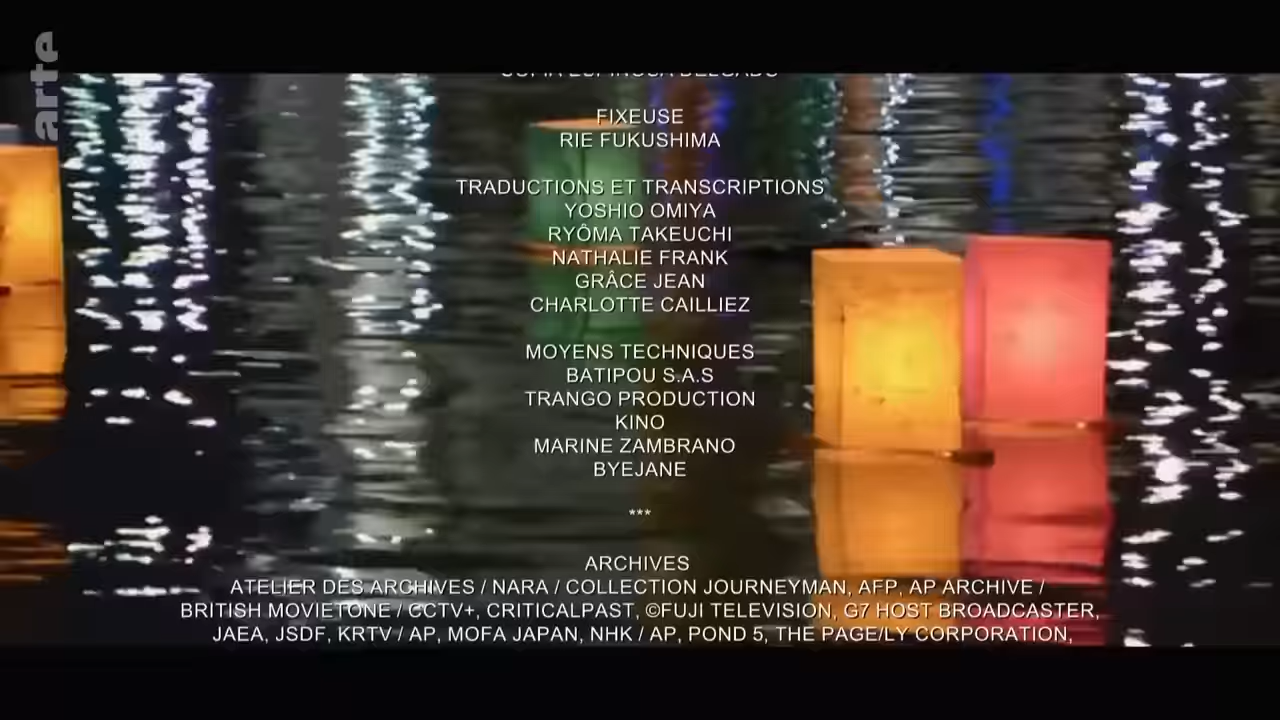 arte
FIXEUSE
RIE FUKUSHIMA
TRADUCTIONS ET TRANSCRIPTIONS
YOSHIO OMIYA
RYÔMA TAKEUCHI
NATHALIE FRANK
GRÂCE JEAN
CHARLOTTE CAILLIEZ
MOYENS TECHNIQUES
BATIPOU S.A.S
TRANGO PRODUCTION
KINO
MARINE ZAMBRANO
BYEJANE
***
ARCHIVES
ATELIER DES ARCHIVES / NARA / COLLECTION JOURNEYMAN, AFP, AP ARCHIVE /
BRITISH MOVIETONE / CCTV+, CRITICALPAST, ©FUJI TELEVISION, G7 HOST BROADCASTER,
JAEA, JSDF, KRTV / AP, MOFA JAPAN, NHK / AP, POND 5, THE PAGE/LY CORPORATION,